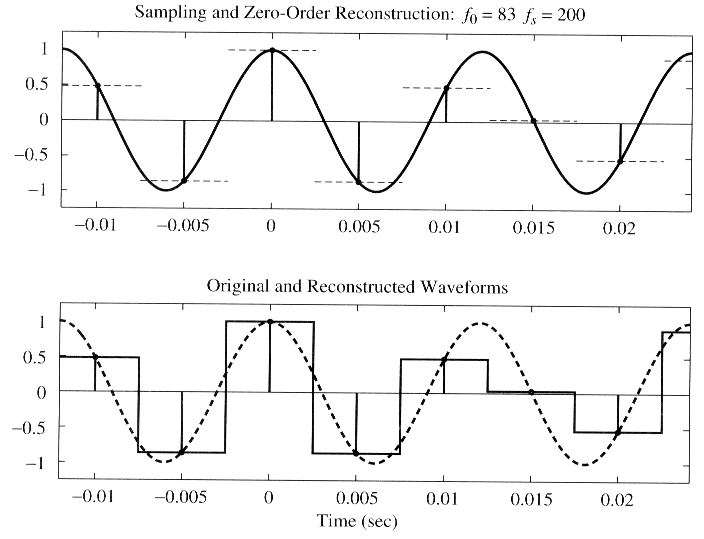 Sampling and Zero-Order Reconstruction: f₀ = 83 fₛ = 200
1
0.5
0
−0.5
−1
−0.01 −0.005 0 0.005 0.01 0.015 0.02
Original and Reconstructed Waveforms
1
0.5
0
−0.5
−1
−0.01 −0.005 0 0.005 0.01 0.015 0.02
Time (sec)